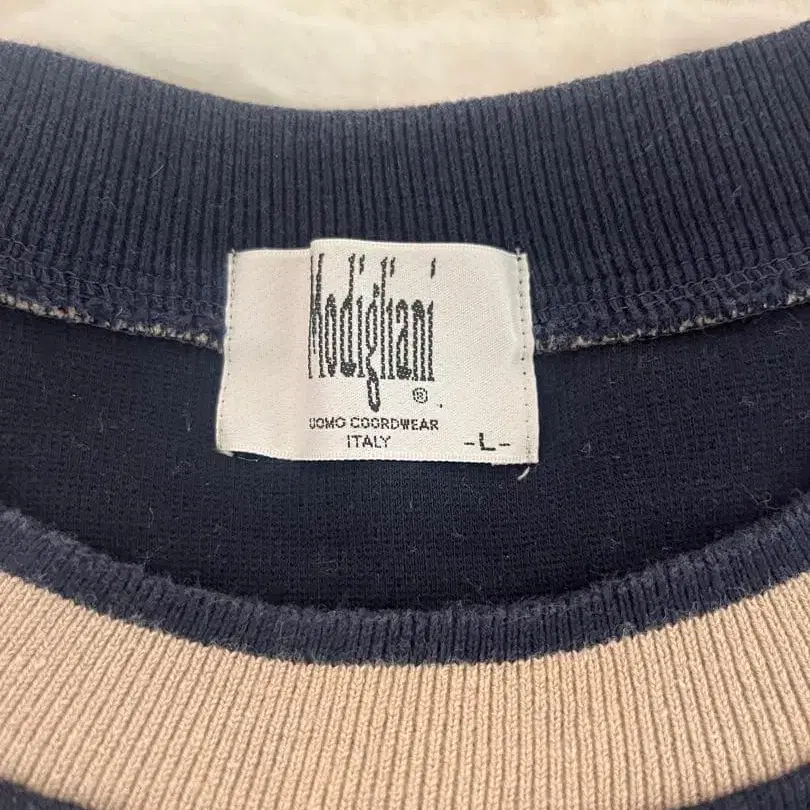 Modigliani
®
UOMO COORDWEAR
ITALY
-L-